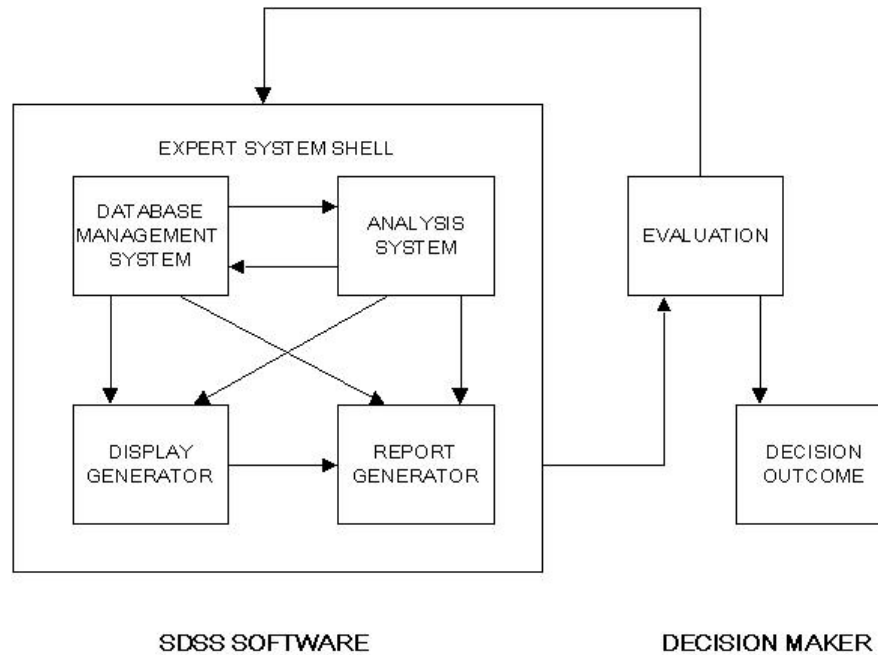 EXPERT SYSTEM SHELL
DATABASE
MANAGEMENT
SYSTEM
ANALYSIS
SYSTEM
EVALUATION
DISPLAY
GENERATOR
REPORT
GENERATOR
DECISION
OUTCOME
SDSS SOFTWARE
DECISION MAKER